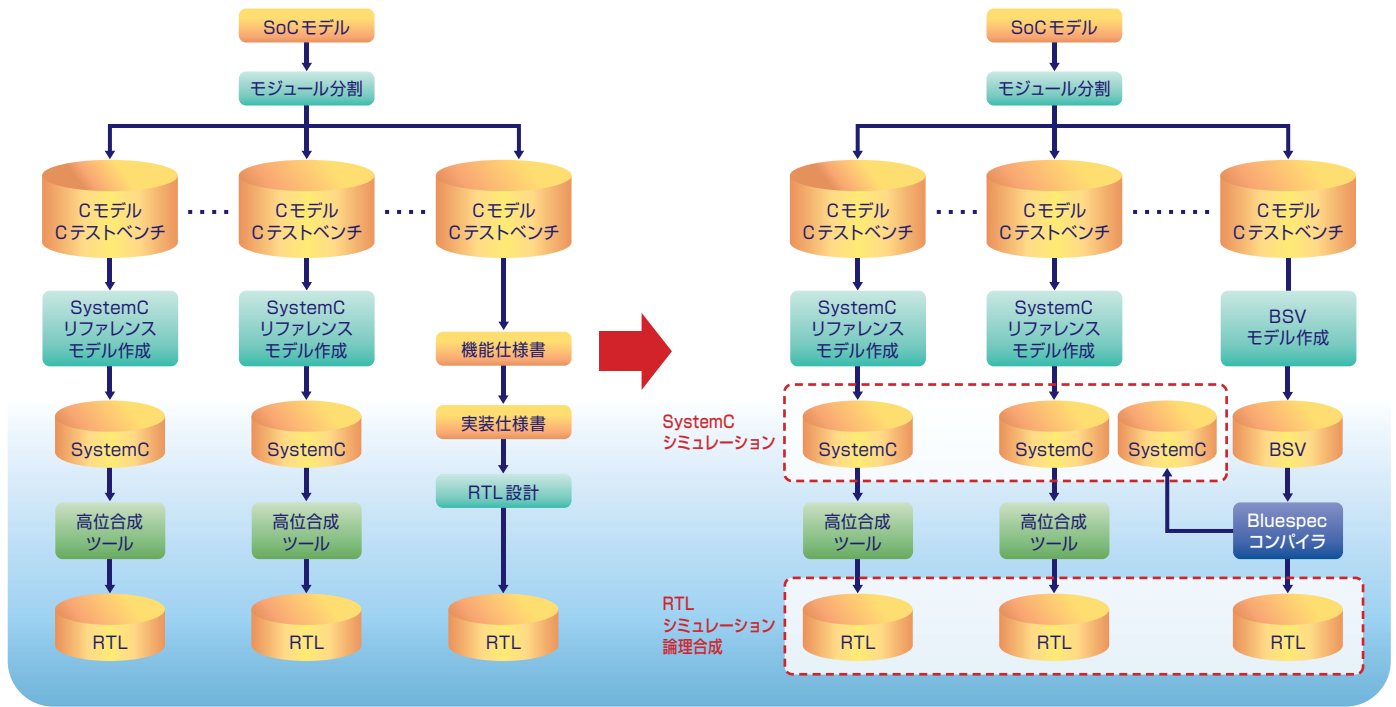 SoCモデル
モジュール分割
Cモデル
Cテストベンチ
Cモデル
Cテストベンチ
Cモデル
Cテストベンチ
SystemC
リファレンス
モデル作成
SystemC
リファレンス
モデル作成
機能仕様書
実装仕様書
SystemC
SystemC
RTL設計
高位合成
ツール
高位合成
ツール
RTL
RTL
RTL
SoCモデル
モジュール分割
Cモデル
Cテストベンチ
Cモデル
Cテストベンチ
Cモデル
Cテストベンチ
SystemC
リファレンス
モデル作成
SystemC
リファレンス
モデル作成
BSV
モデル作成
SystemC
シミュレーション
SystemC
SystemC
SystemC
BSV
高位合成
ツール
高位合成
ツール
Bluespec
コンパイラ
RTL
シミュレーション
論理合成
RTL
RTL
RTL